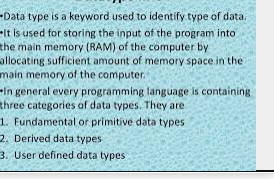 •Data type is a keyword used to identify type of data.
•It is used for storing the input of the program into
the main memory (RAM) of the computer by
allocating sufficient amount of memory space in the
main memory of the computer.
•In general every programming language is containing
three categories of data types. They are
1. Fundamental or primitive data types
2. Derived data types
3. User defined data types